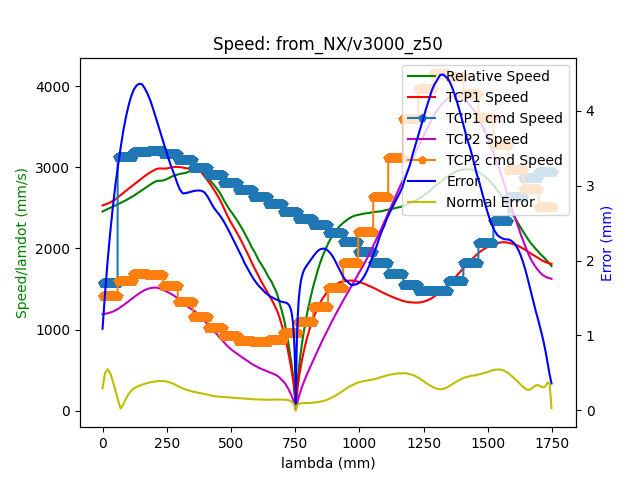 Speed: from_NX/v3000_z50
Speed/lamdot (mm/s)
4000
3000
2000
1000
0
Relative Speed
TCP1 Speed
TCP1 cmd Speed
TCP2 Speed
TCP2 cmd Speed
Error
Normal Error
4
3
2
1
0
Error (mm)
0 250 500 750 1000 1250 1500 1750
lambda (mm)